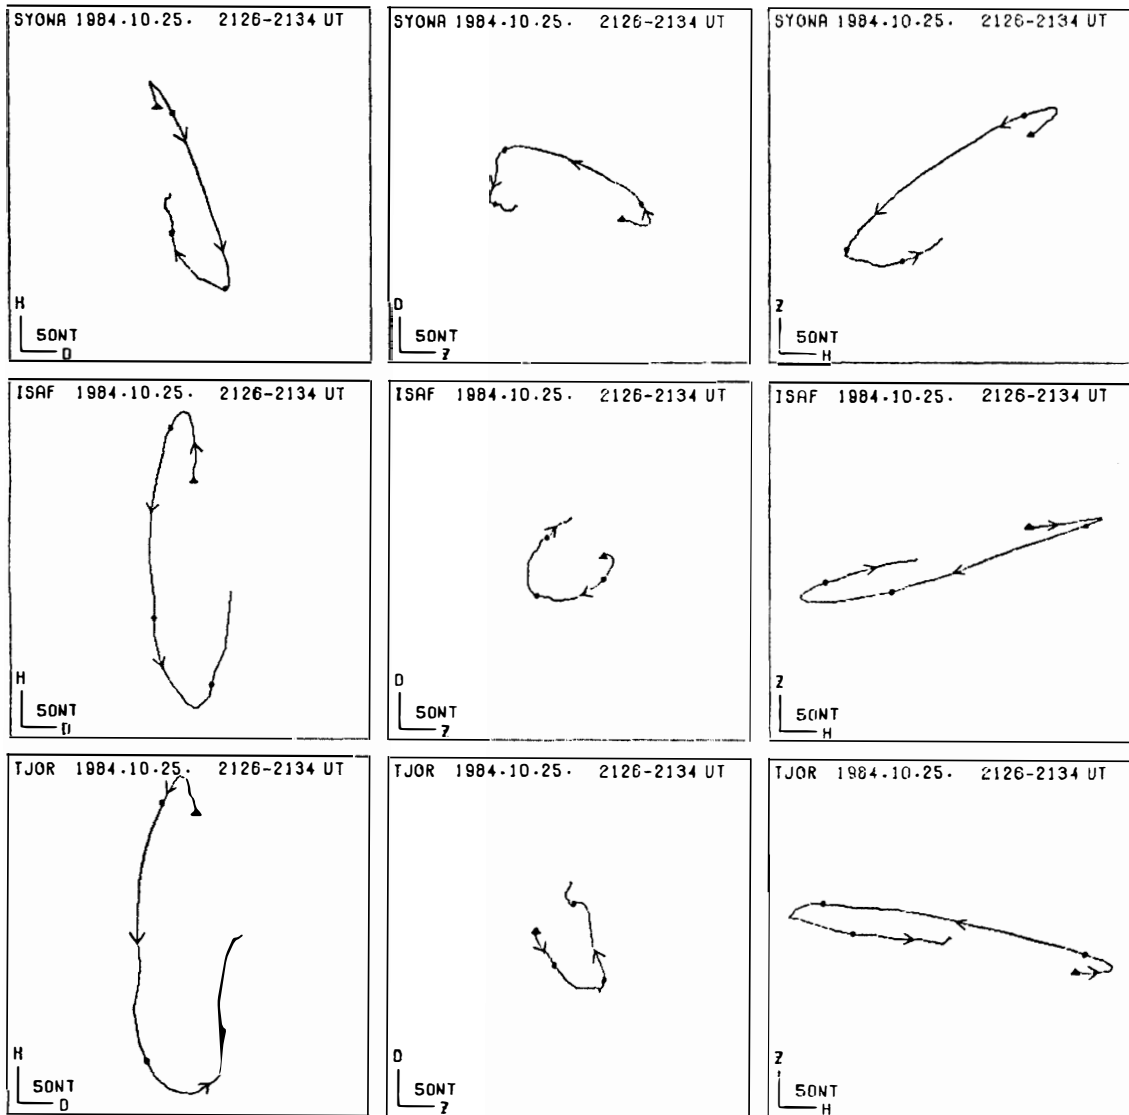 SYOWA 1984.10.25. 2126-2134 UT
H
50NT
D
SYOWA 1984.10.25. 2126-2134 UT
D
50NT
Z
SYOWA 1984.10.25. 2126-2134 UT
Z
50NT
H
ISAF 1984.10.25. 2126-2134 UT
H
50NT
D
ISAF 1984.10.25. 2126-2134 UT
D
50NT
Z
ISAF 1984.10.25. 2126-2134 UT
Z
50NT
H
TJOR 1984.10.25. 2126-2134 UT
H
50NT
D
TJOR 1984.10.25. 2126-2134 UT
D
50NT
Z
TJOR 1984.10.25. 2126-2134 UT
Z
50NT
H